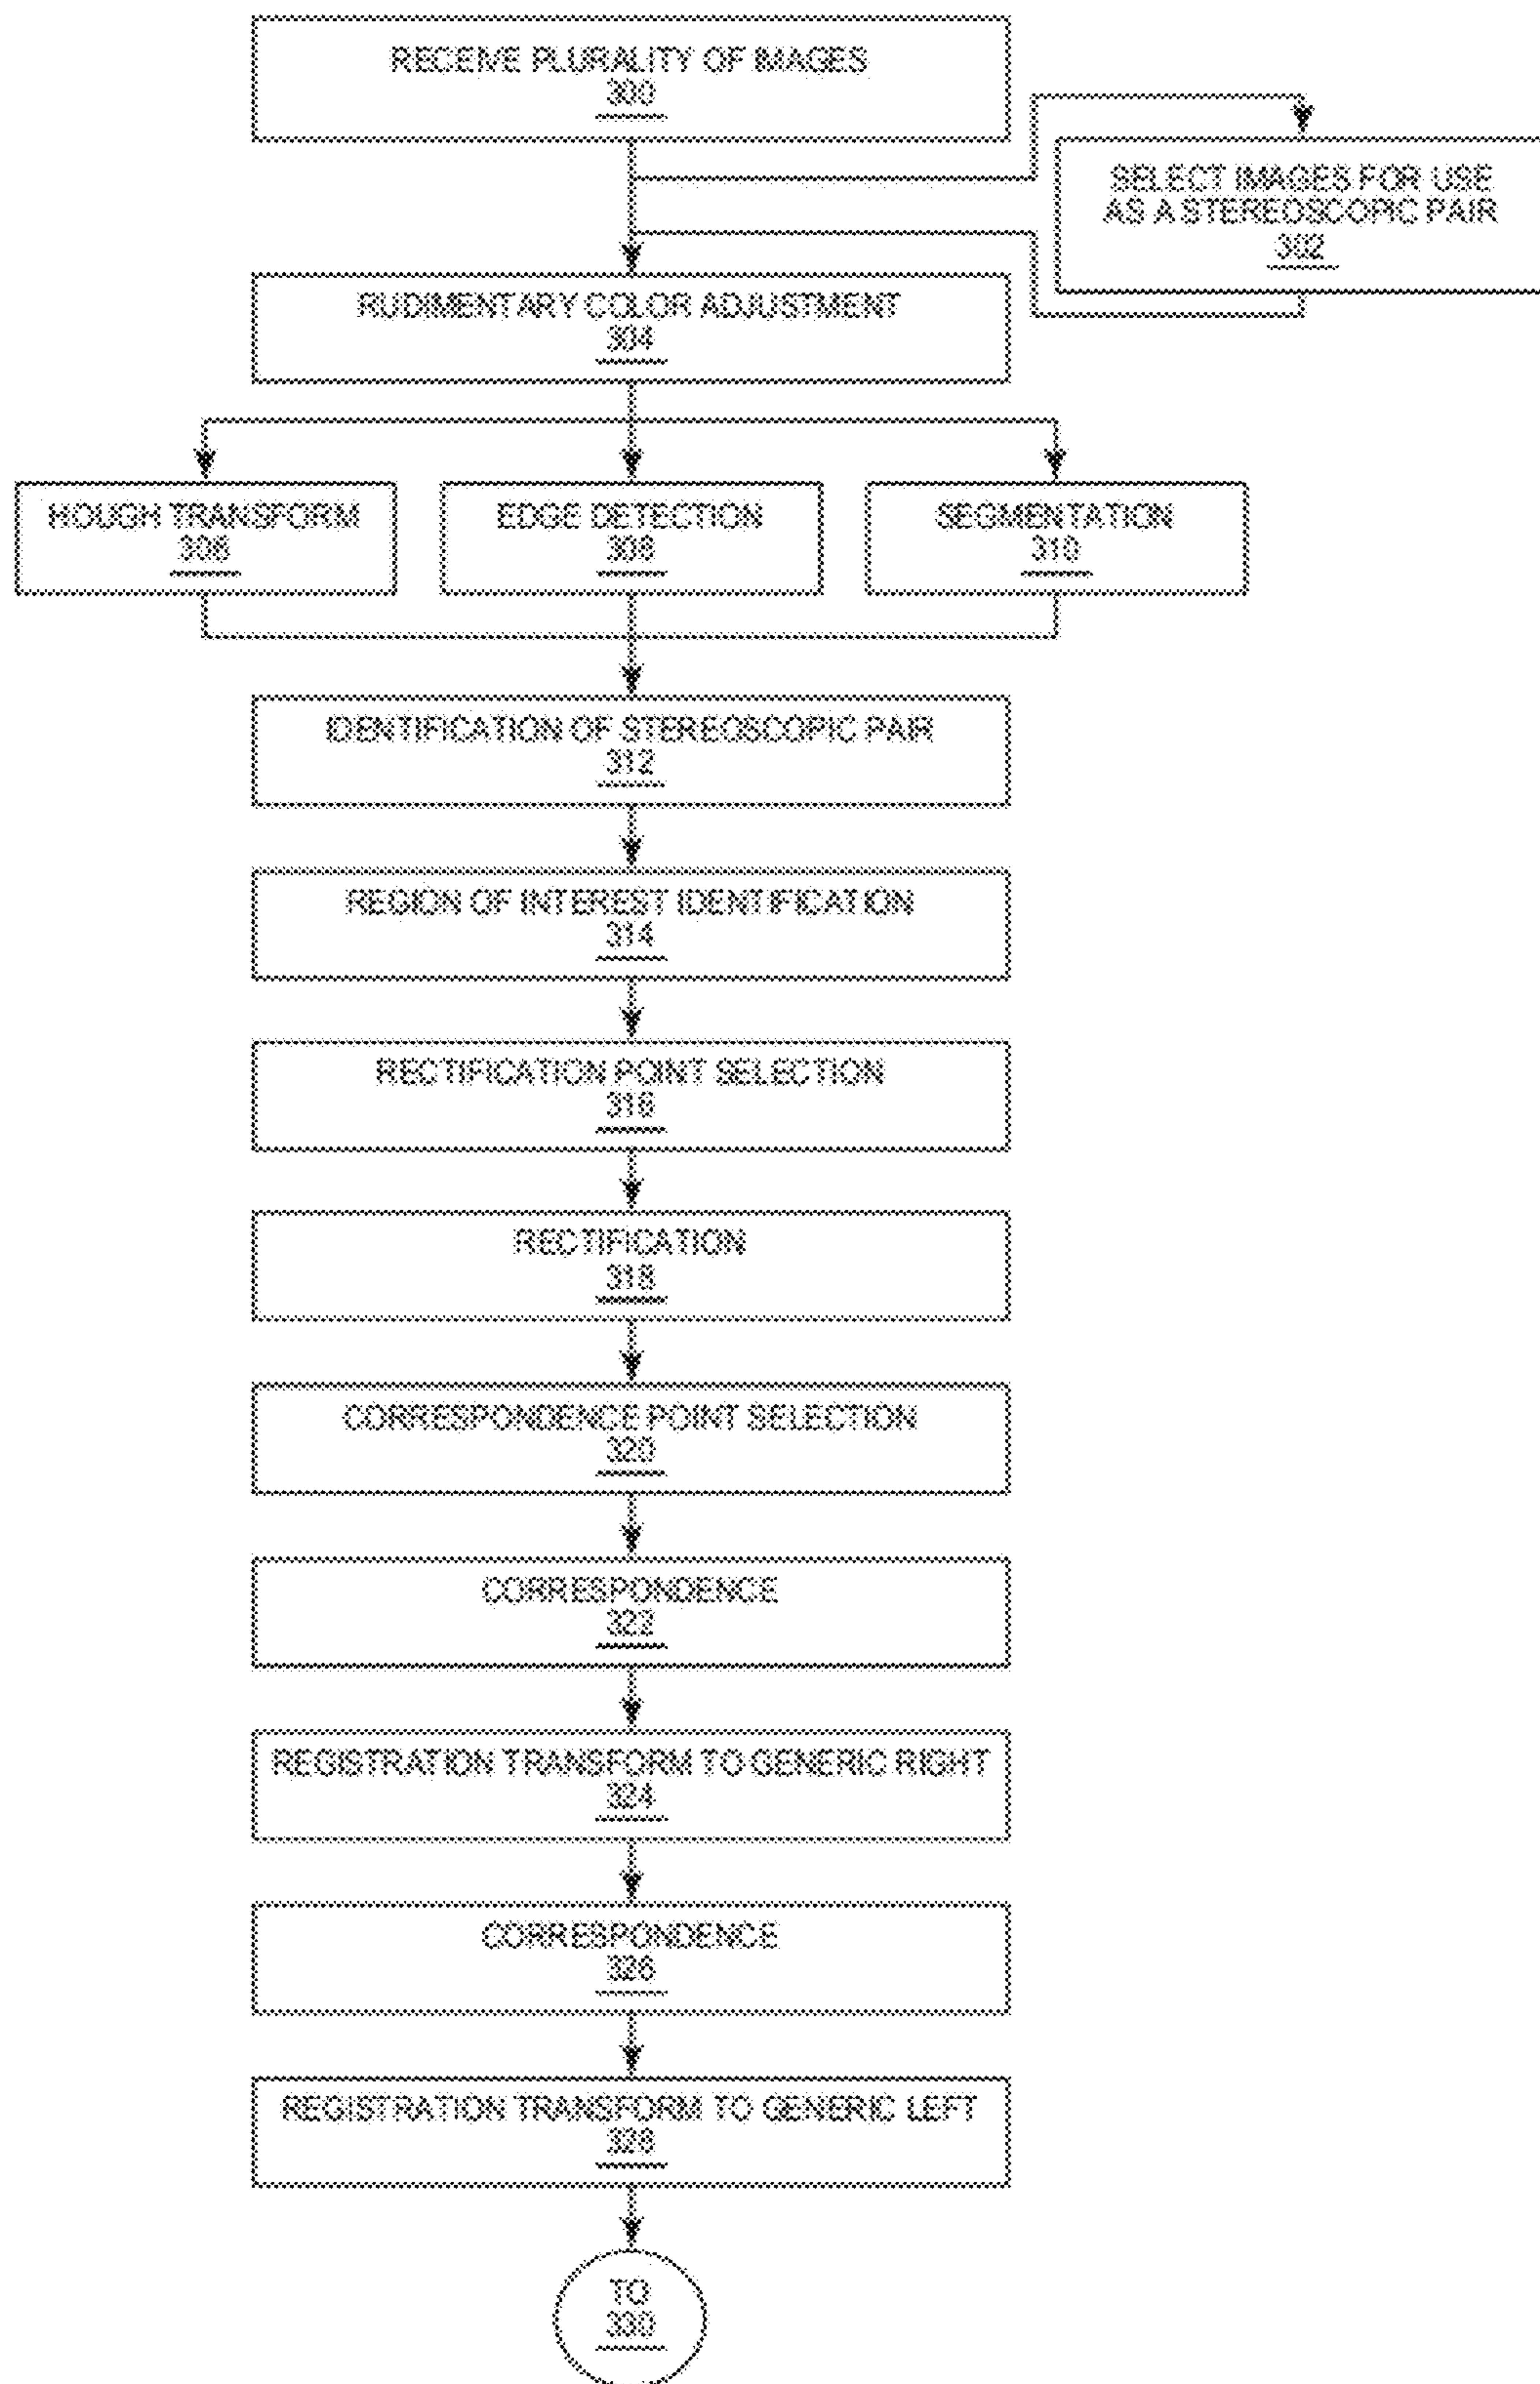 RECEIVE PLURALITY OF IMAGES
300
SELECT IMAGES FOR USE
AS A STEREOSCOPIC PAIR
302
RUDIMENTARY COLOR ADJUSTMENT
304
HOUGH TRANSFORM
306
EDGE DETECTION
308
SEGMENTATION
310
IDENTIFICATION OF STEREOSCOPIC PAIR
312
REGION OF INTEREST IDENTIFICATION
314
RECTIFICATION POINT SELECTION
316
RECTIFICATION
318
CORRESPONDENCE POINT SELECTION
320
CORRESPONDENCE
322
REGISTRATION TRANSFORM TO GENERIC RIGHT
324
CORRESPONDENCE
326
REGISTRATION TRANSFORM TO GENERIC LEFT
328
TO
330